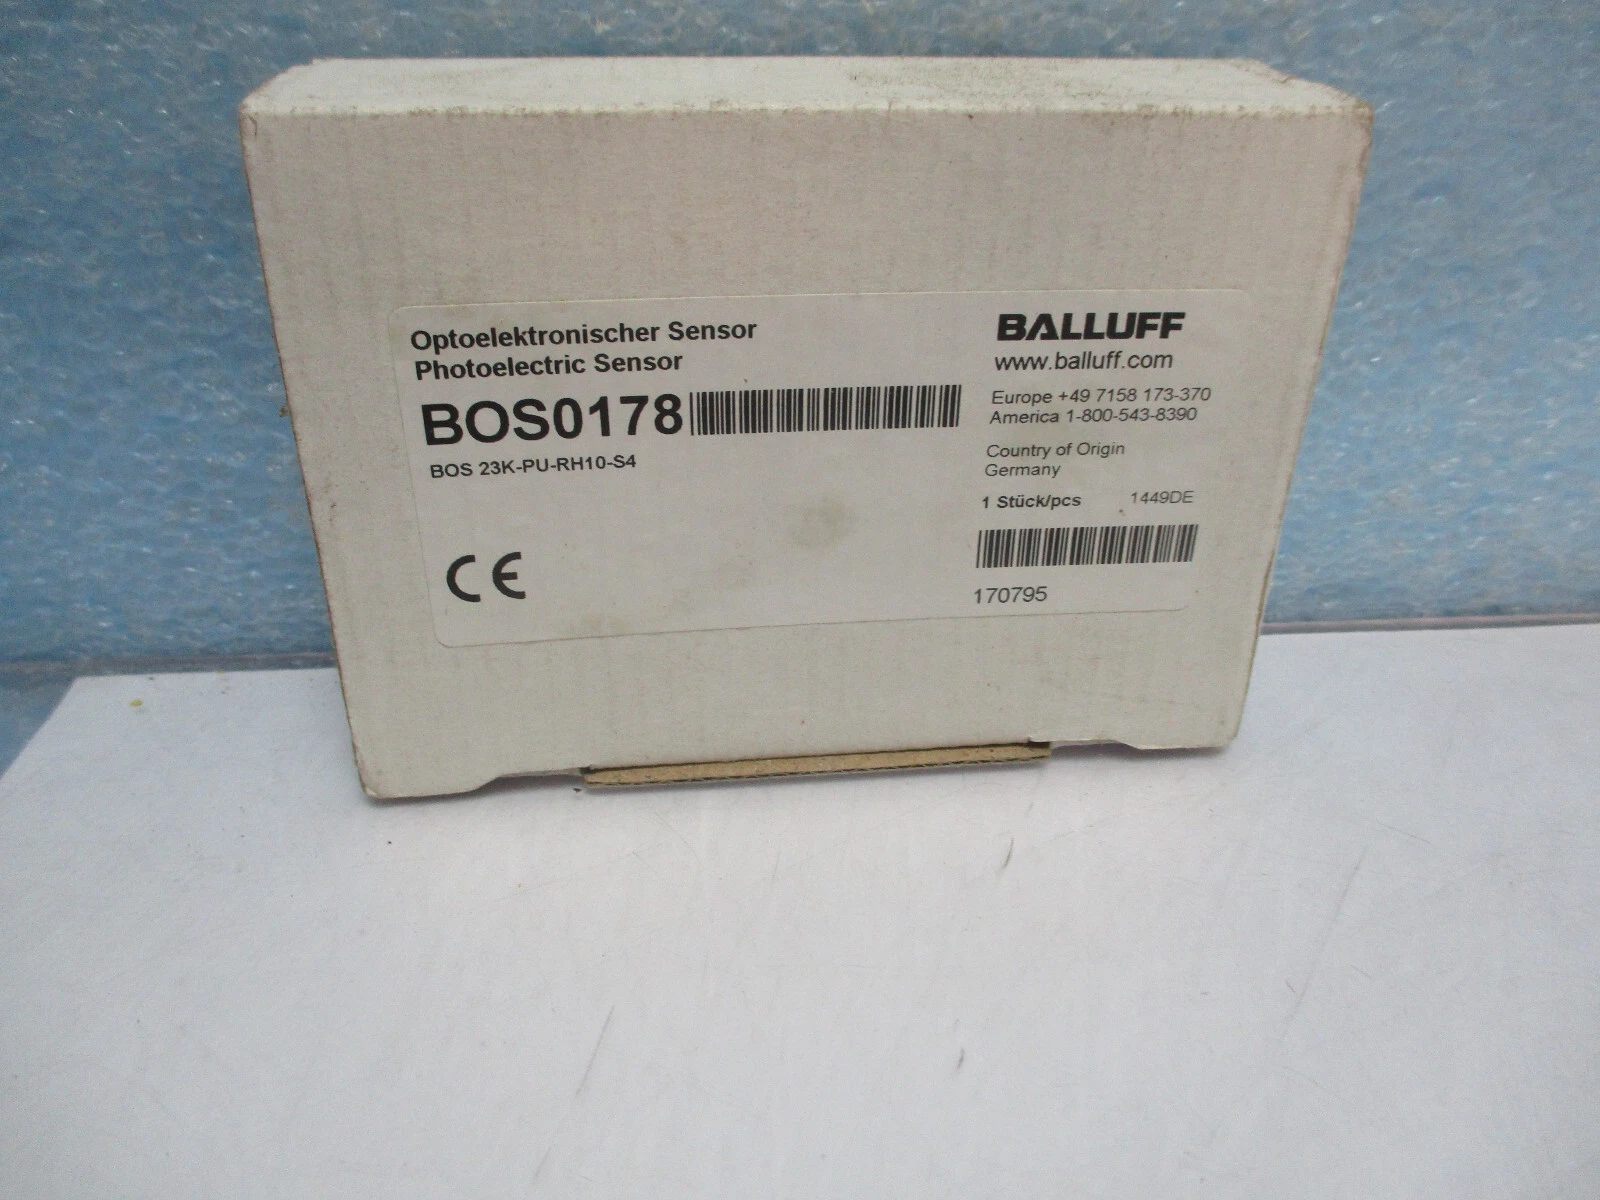 Optoelektronischer Sensor
Photoelectric Sensor
BOS0178
BOS 23K-PU-RH10-S4
CE
BALLUFF
www.balluff.com
Europe +49 7158 173-370
America 1-800-543-8390
Country of Origin
Germany
1 Stück/pcs 1449DE
170795